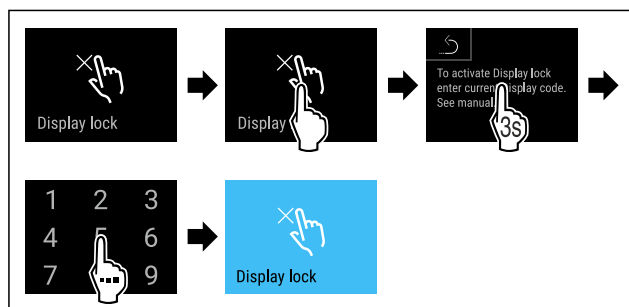 Display lock
Display
To activate Display lock
enter current display code.
See manual.
3s
1 2 3
4 5 6
7 9
Display lock